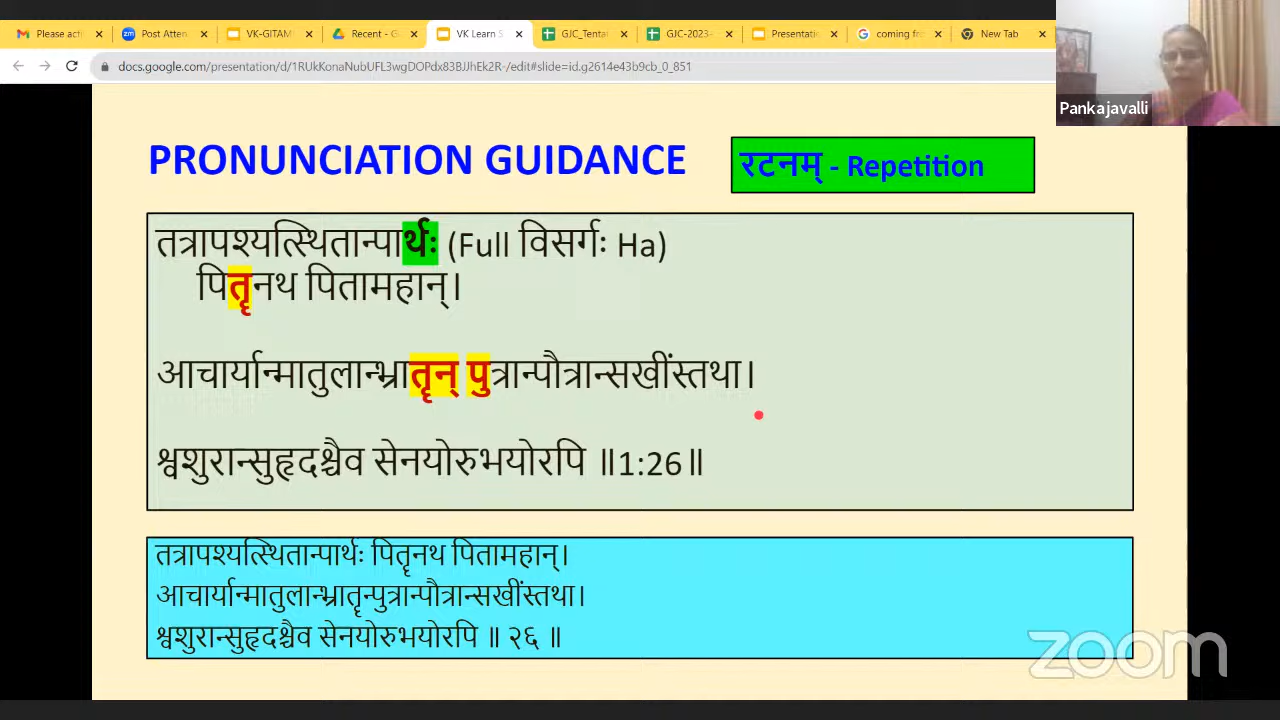 Please acti
Post Atten
VK-GITAM
Recent - G
VK Learn S
GJC_Tenta
GJC-2023-
Presentatio
coming fro
New Tab
docs.google.com/presentation/d/1RUkKonaNubUFL3wgDOPdx83BJJhEk2R-/edit#slide=id.g2614e43b9cb_0_851
Pankajavalli
PRONUNCIATION GUIDANCE
रटनम् - Repetition
तत्रापश्यत्स्थितान्पार्थः (Full विसर्गः Ha)
पितॄनथ पितामहान्।
आचार्यान्मातुलान्भ्रातॄन् पुत्रान्पौत्रान्सखींस्तथा।
श्वशुरान्सुहृदश्चैव सेनयोरुभयोरपि ॥1:26॥
तत्रापश्यत्स्थितान्पार्थः पितॄनथ पितामहान्।
आचार्यान्मातुलान्भ्रातॄन्पुत्रान्पौत्रान्सखींस्तथा।
श्वशुरान्सुहृदश्चैव सेनयोरुभयोरपि ॥ २६ ॥
zoom